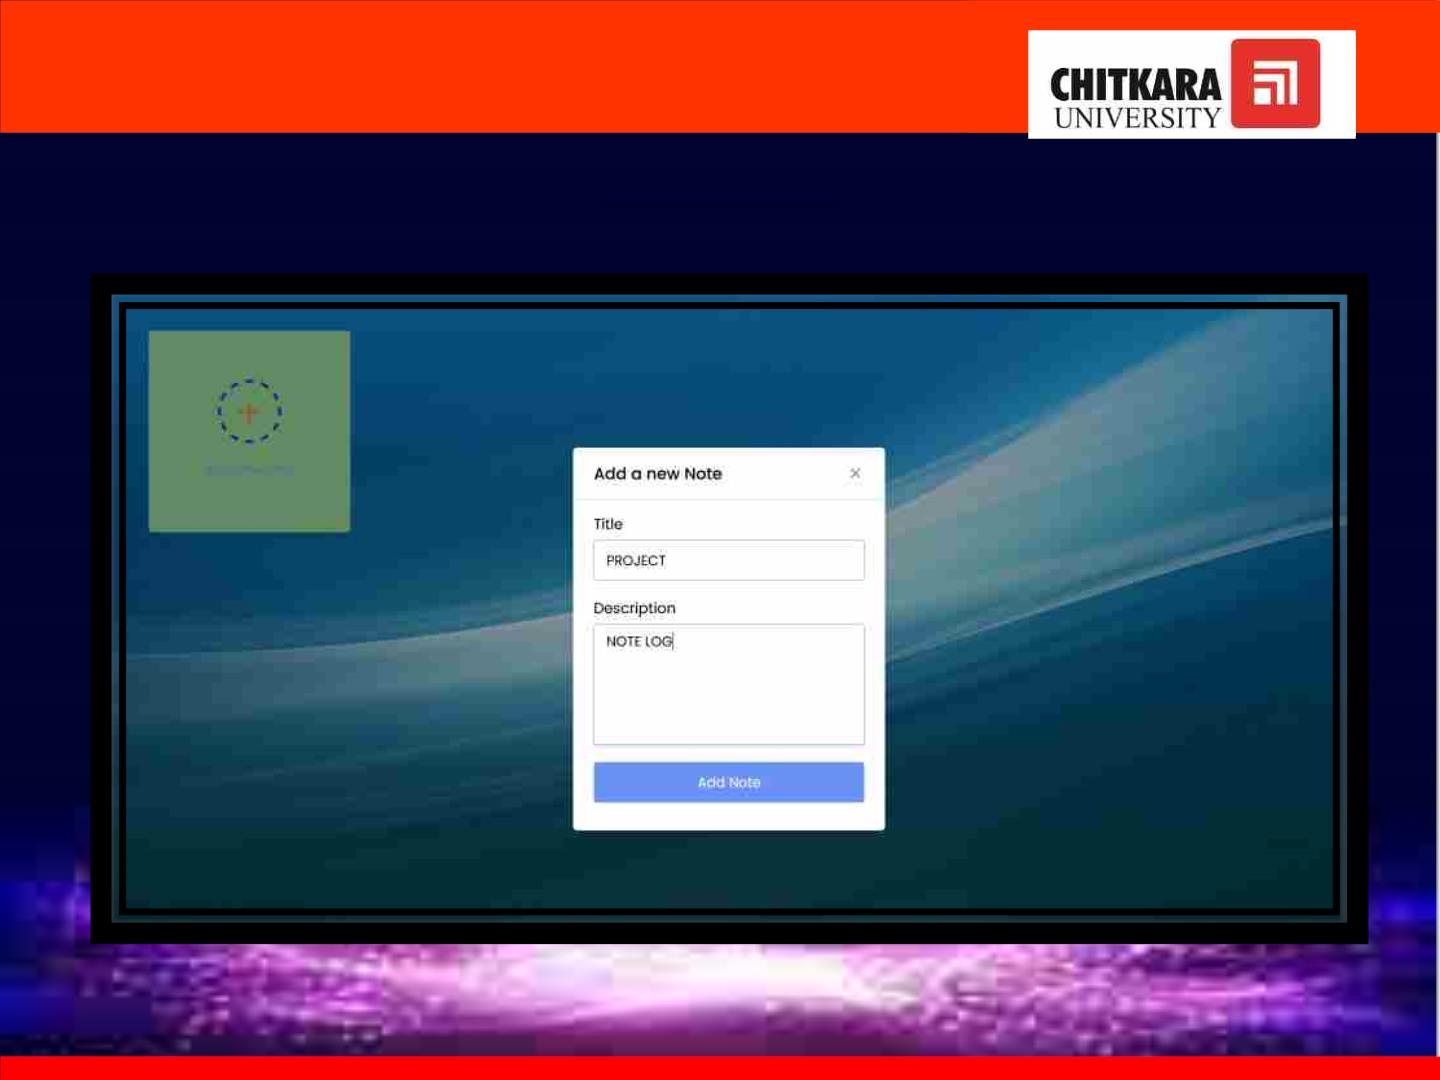 CHITKARA
UNIVERSITY
Add a new Note
Title
PROJECT
Description
NOTE LOG
Add Note